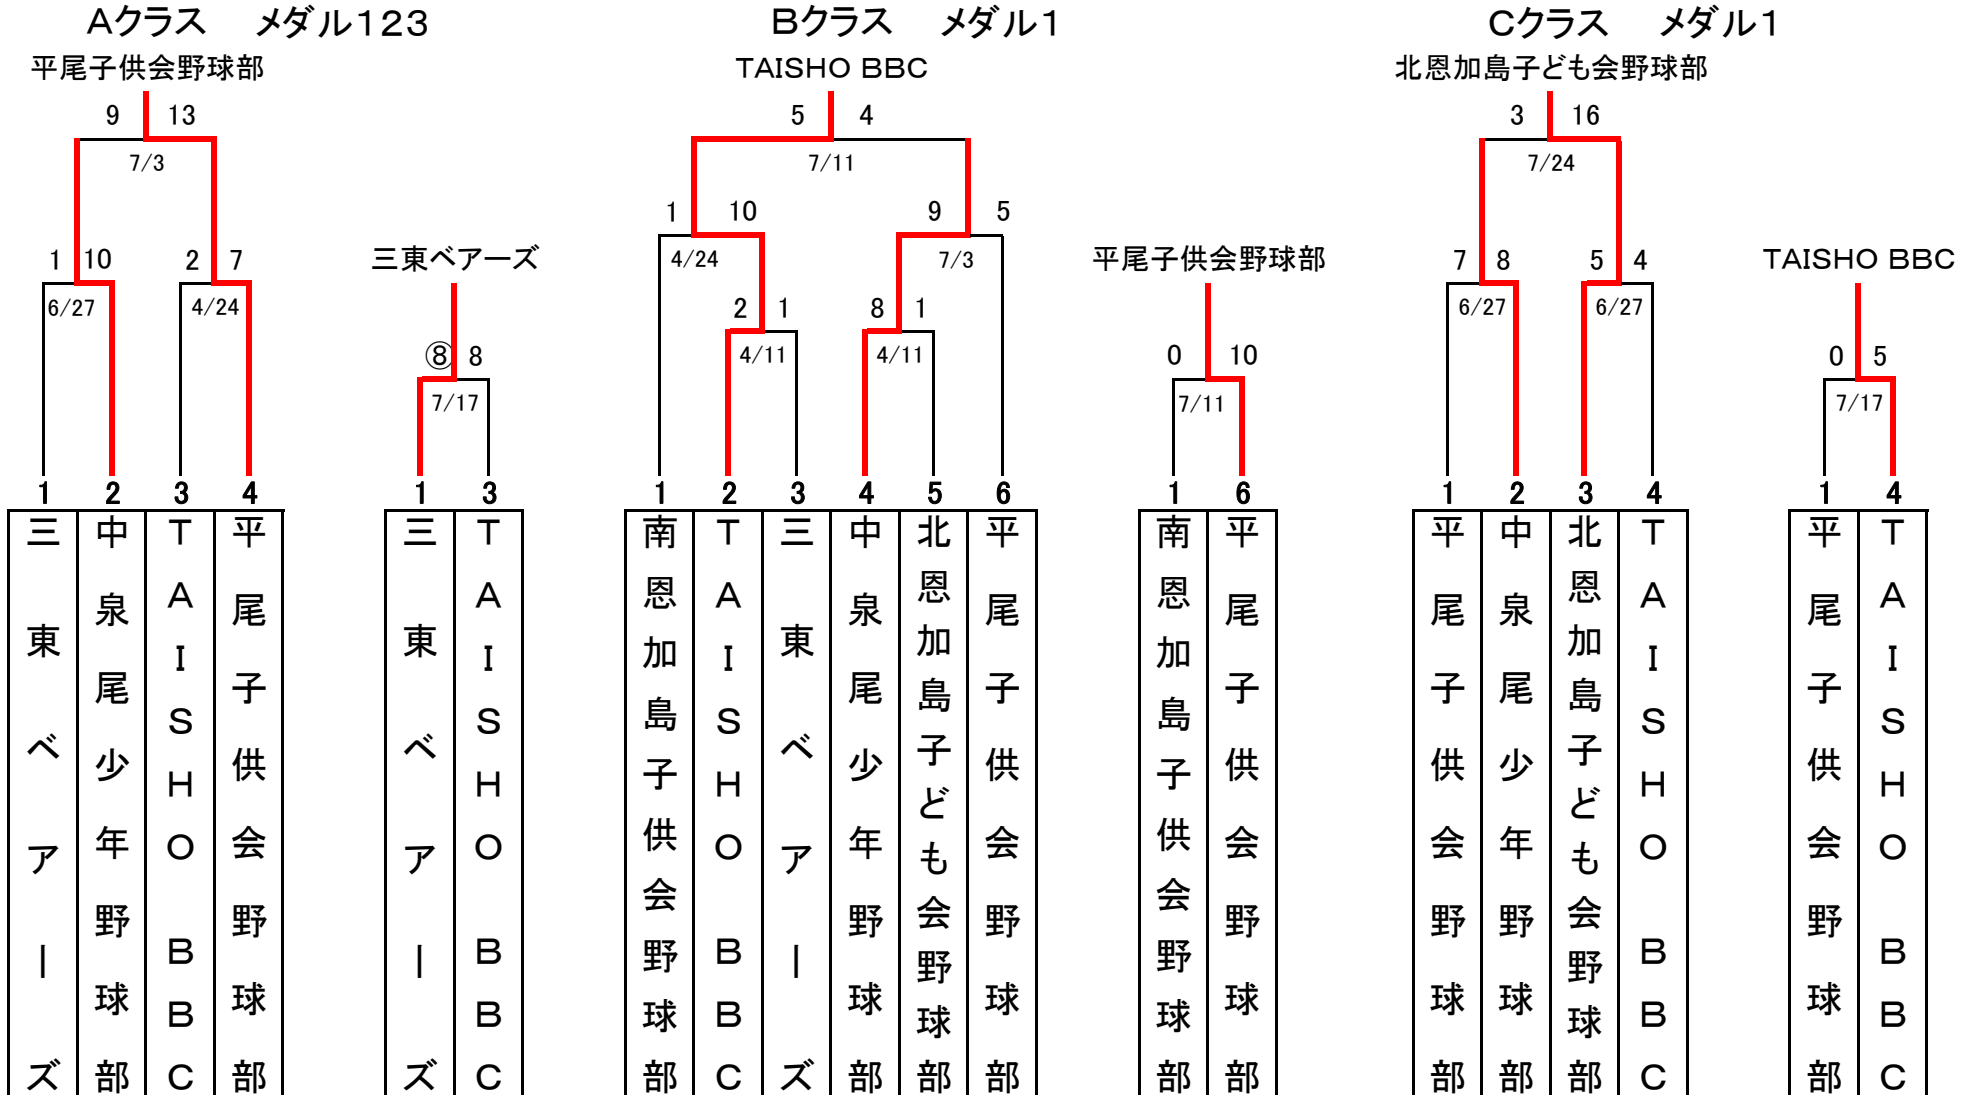 Aクラス　メダル123
Bクラス　メダル1
Cクラス　メダル1
平尾子供会野球部
TAISHO BBC
北恩加島子ども会野球部
9 13
5 4
3 16
7/3
7/11
7/24
1 10
9 5
4/24
7/3
1 10
2 7
三東ベアーズ
平尾子供会野球部
7 8
5 4
TAISHO BBC
6/27
4/24
2 1
8 1
6/27
6/27
⑧ 8
4/11
4/11
0 10
0 5
7/17
7/11
7/17
1 2 3 4
1 3
1 2 3 4 5 6
1 6
1 2 3 4
1 4
三東ベアーズ
中泉尾少年野球部
TAISHO BBC
平尾子供会野球部
三東ベアーズ
TAISHO BBC
南恩加島子供会野球部
TAISHO BBC
三東ベアーズ
中泉尾少年野球部
北恩加島子ども会野球部
平尾子供会野球部
南恩加島子供会野球部
平尾子供会野球部
平尾子供会野球部
中泉尾少年野球部
北恩加島子ども会野球部
TAISHO BBC
平尾子供会野球部
TAISHO BBC